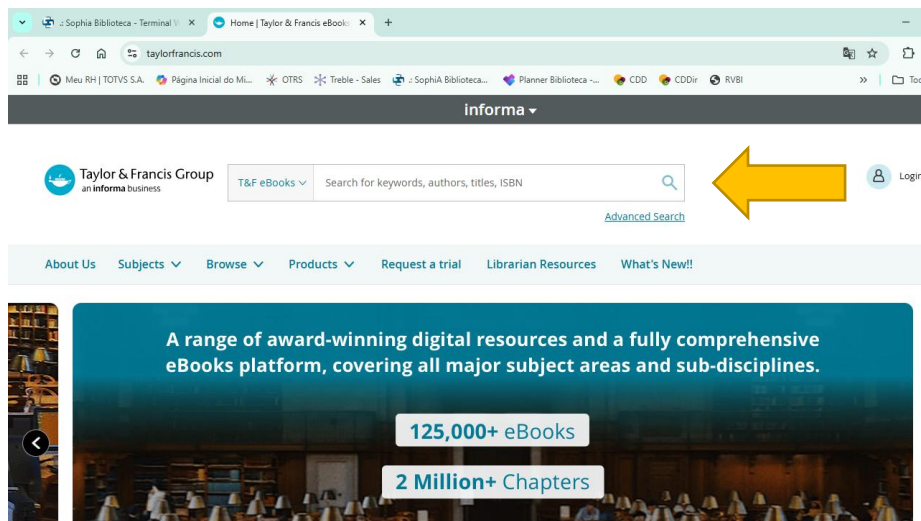 .: Sophia Biblioteca - Terminal
Home | Taylor & Francis eBooks
taylorfrancis.com
Meu RH | TOTVS S.A.
Página Inicial do Mi...
OTRS
Treble - Sales
.: SophiA Biblioteca...
Planner Biblioteca -...
CDD
CDDir
RVBI
informa
Taylor & Francis Group
an informa business
T&F eBooks
Search for keywords, authors, titles, ISBN
Login
Advanced Search
About Us
Subjects
Browse
Products
Request a trial
Librarian Resources
What's New!!
A range of award-winning digital resources and a fully comprehensive
eBooks platform, covering all major subject areas and sub-disciplines.
125,000+ eBooks
2 Million+ Chapters